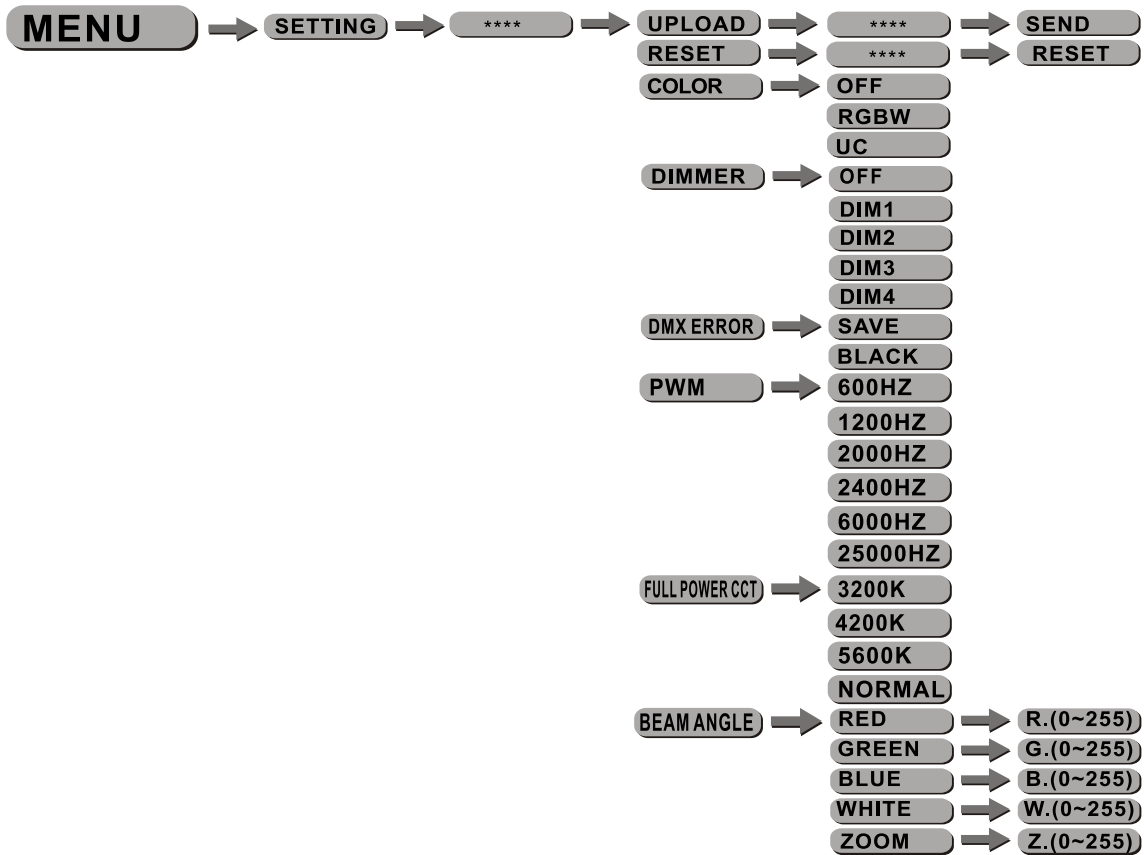 MENU SETTING **** UPLOAD **** SEND
RESET **** RESET
COLOR OFF
RGBW
UC
DIMMER OFF
DIM1
DIM2
DIM3
DIM4
DMX ERROR SAVE
BLACK
PWM 600HZ
1200HZ
2000HZ
2400HZ
6000HZ
25000HZ
FULL POWER CCT 3200K
4200K
5600K
NORMAL
BEAM ANGLE RED R.(0~255)
GREEN G.(0~255)
BLUE B.(0~255)
WHITE W.(0~255)
ZOOM Z.(0~255)